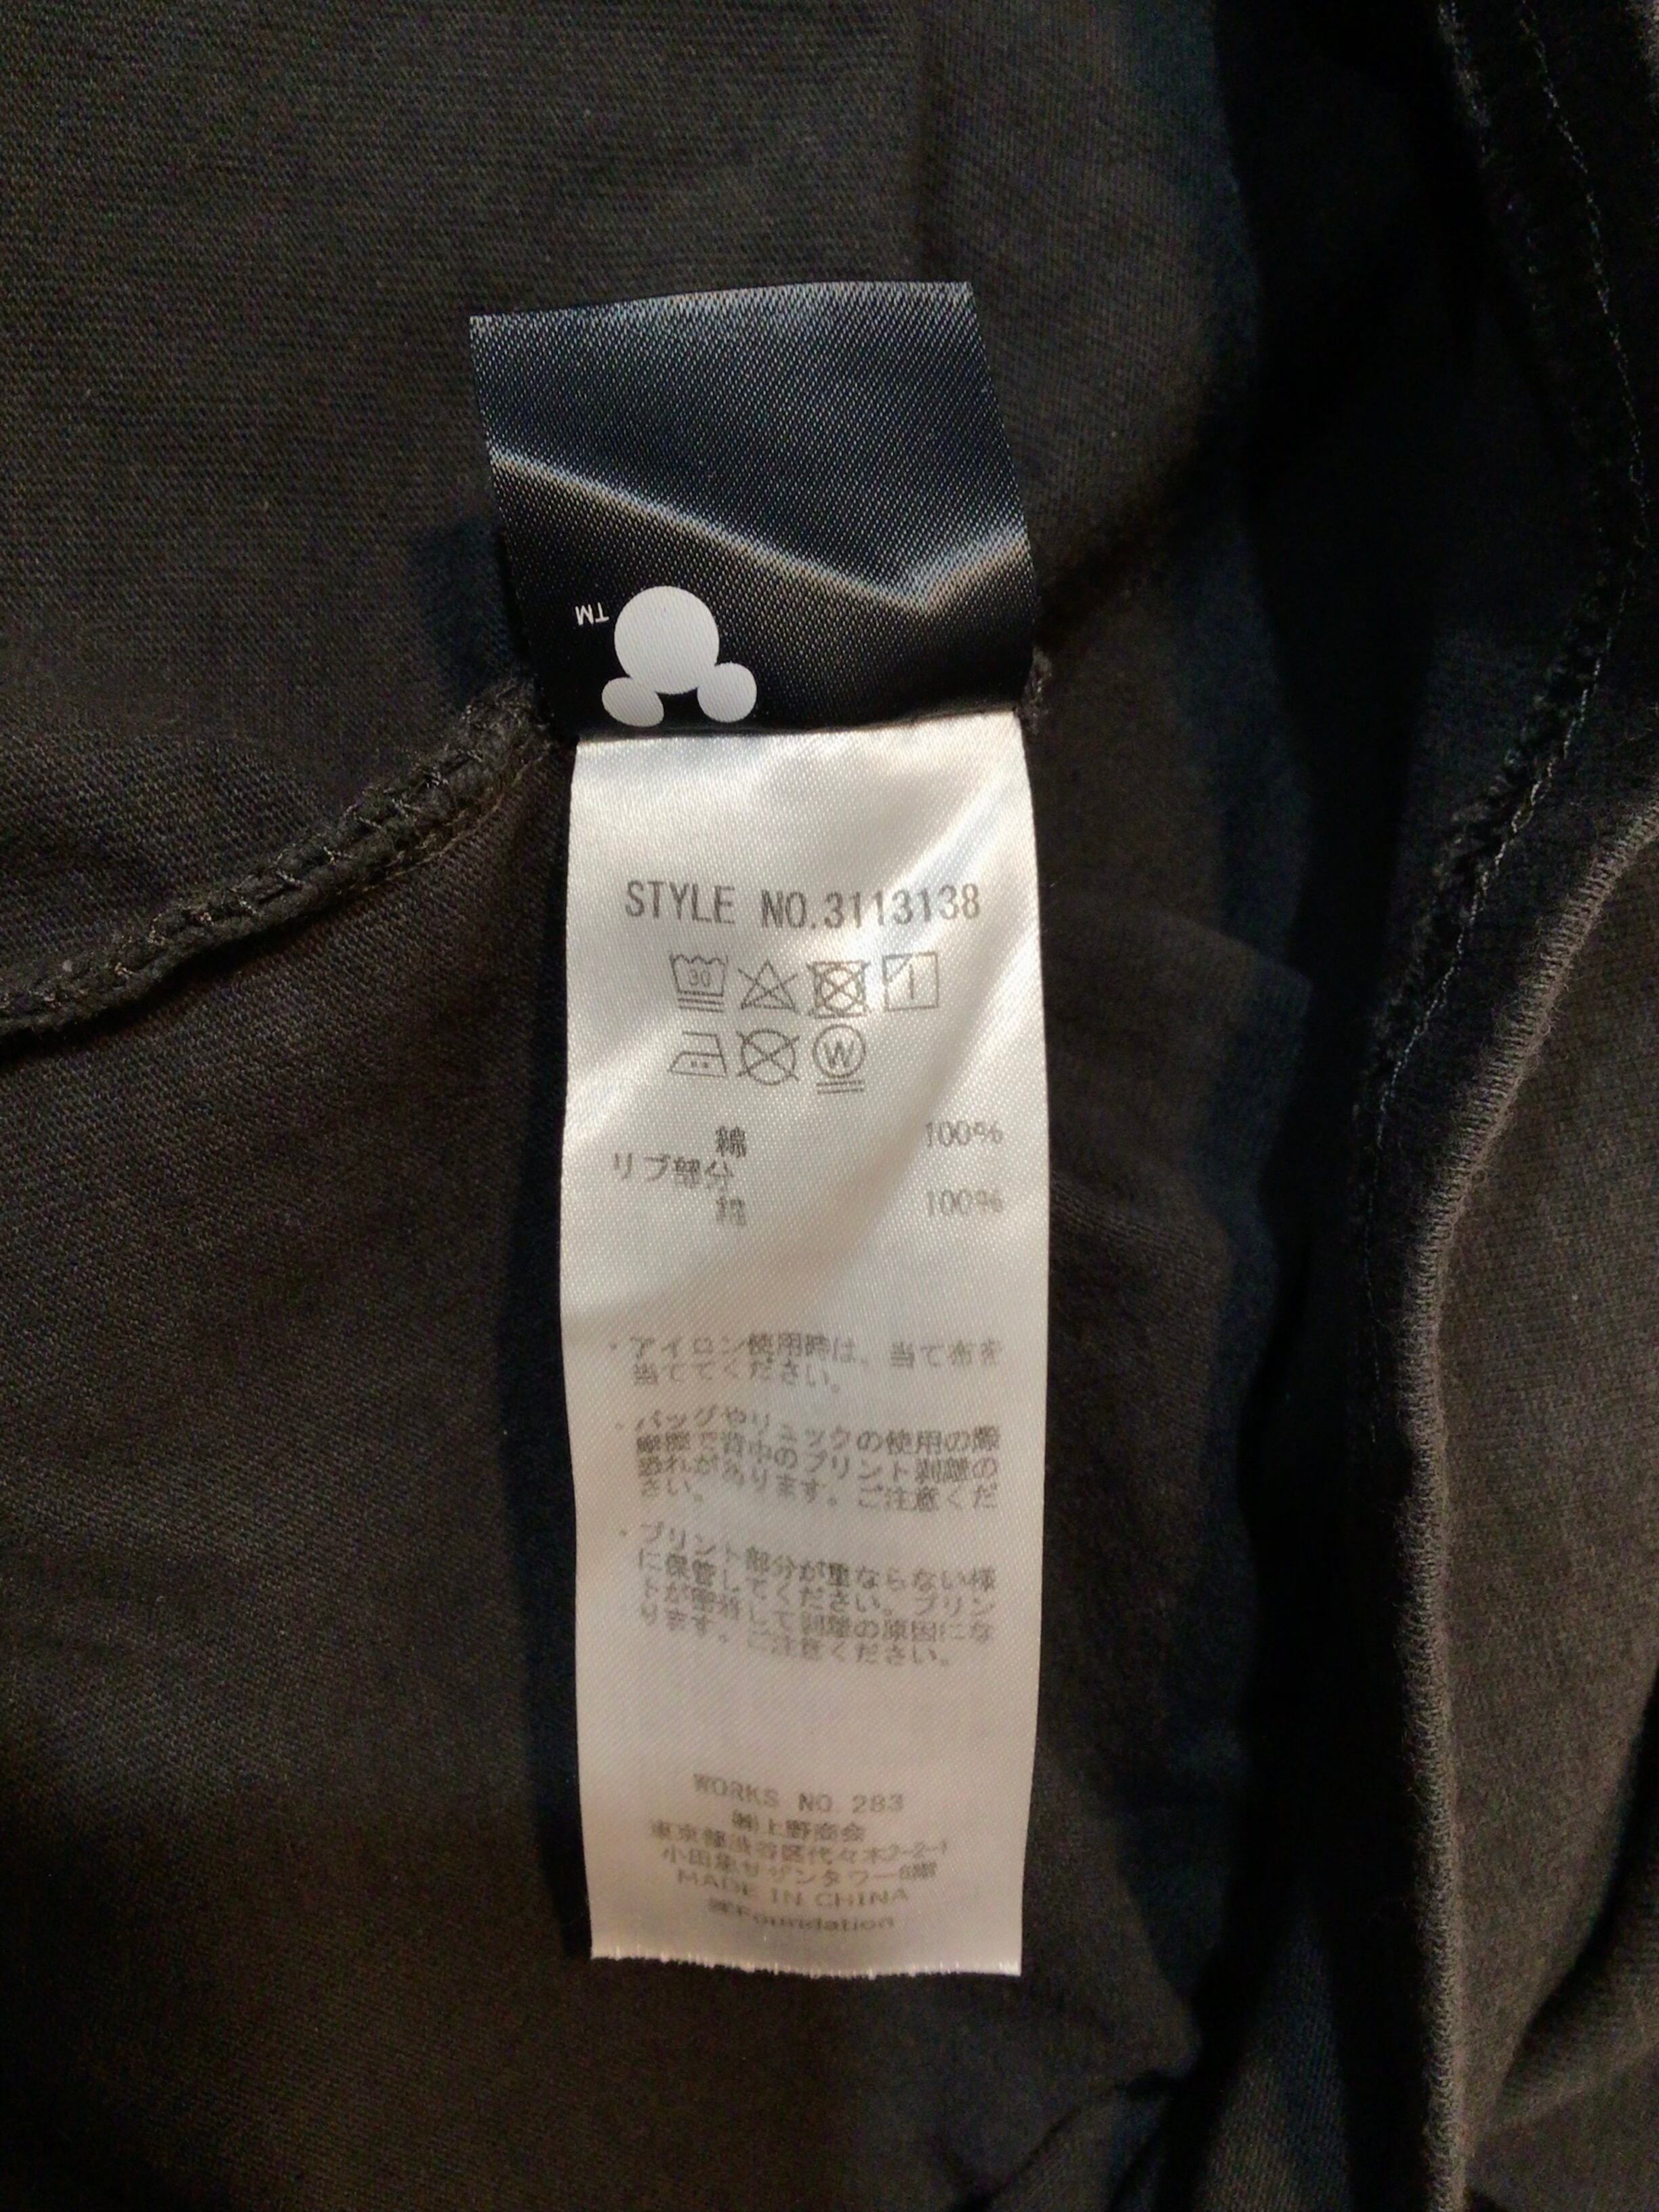 TM
STYLE NO.3113138
30
W
綿 100%
リブ部分
綿 100%
・アイロン使用時は、当て布を
当ててください。
・バッグやリュックの使用の際
摩擦で背中のプリント剥離の
恐れがあります。ご注意くだ
さい。
・プリント部分が重ならない様
に保管してください。プリン
トが密着して剥離の原因にな
ります。ご注意ください。
WORKS NO 283
㈱上野商会
東京都渋谷区代々木2-2-1
小田急サザンタワー6階
MADE IN CHINA
Foundation